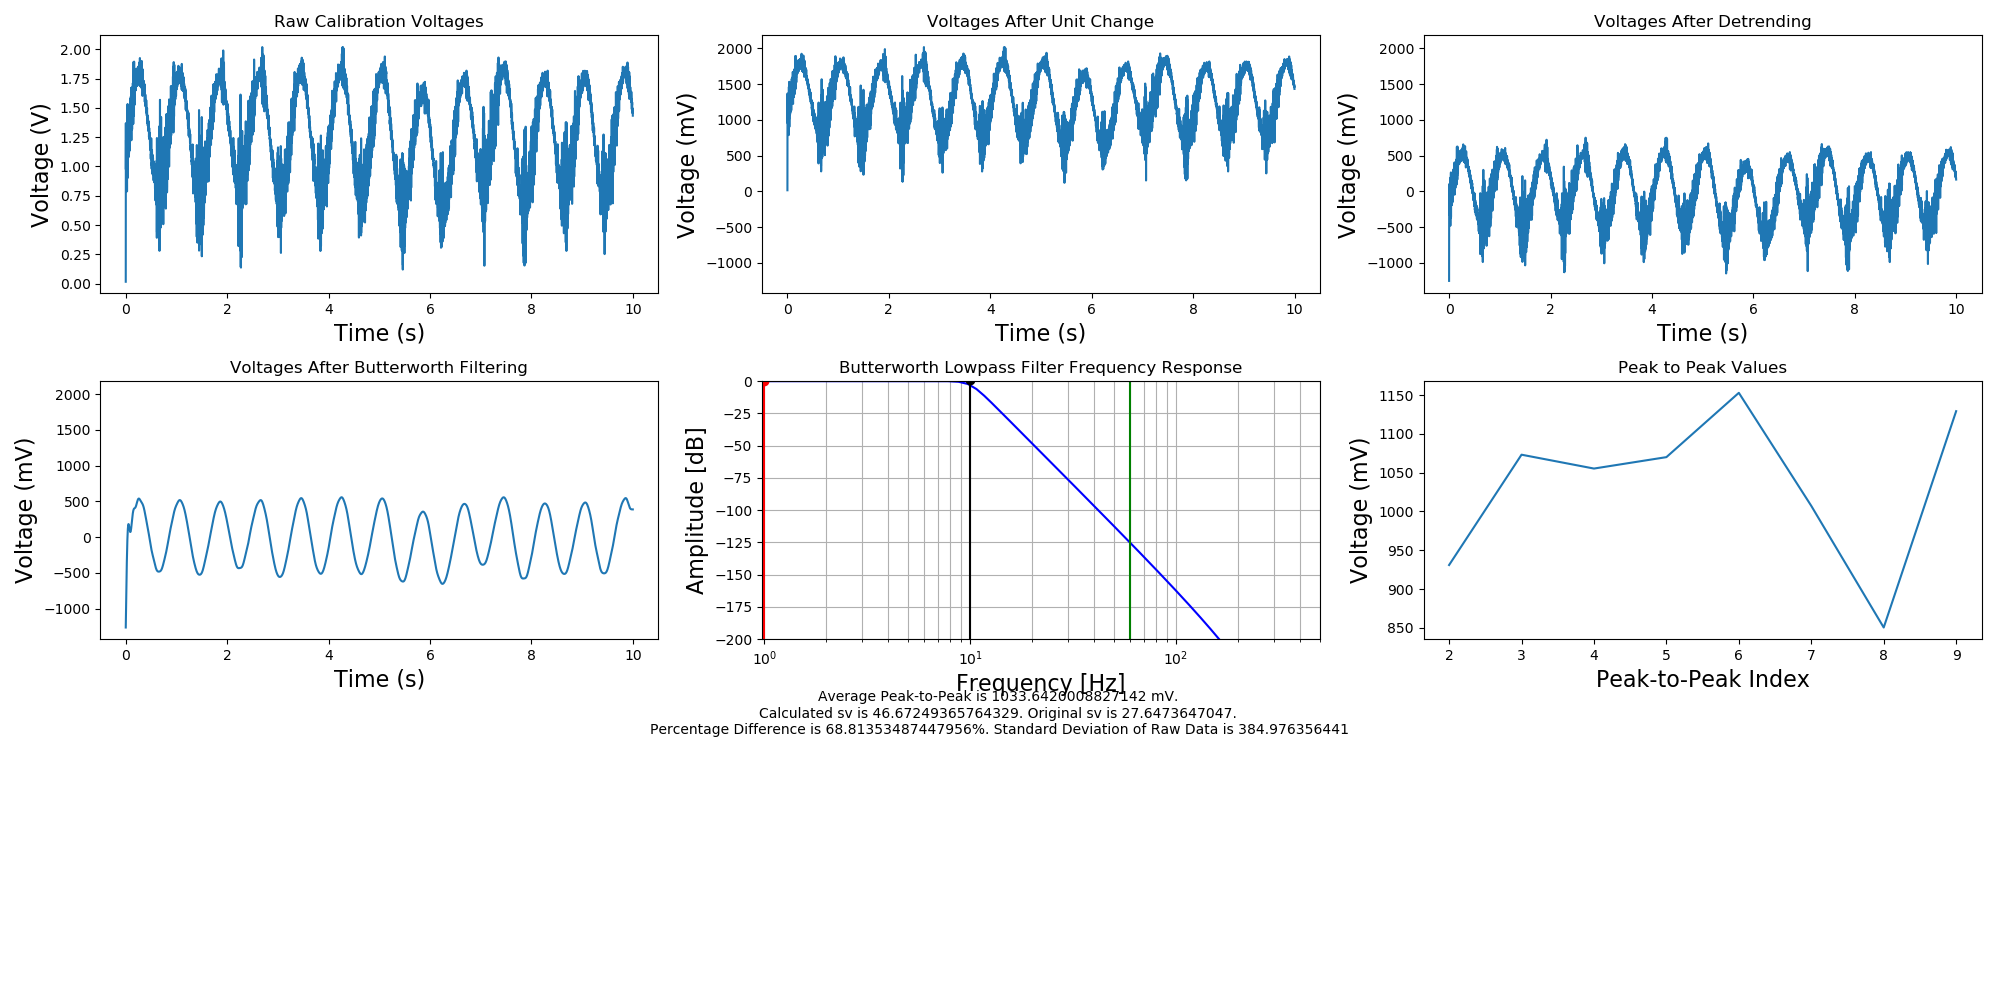 Raw Calibration Voltages
Voltage (V)
2.00
1.75
1.50
1.25
1.00
0.75
0.50
0.25
0.00
0 2 4 6 8 10
Time (s)
Voltages After Unit Change
Voltage (mV)
2000
1500
1000
500
0
−500
−1000
0 2 4 6 8 10
Time (s)
Voltages After Detrending
Voltage (mV)
2000
1500
1000
500
0
−500
−1000
0 2 4 6 8 10
Time (s)
Voltages After Butterworth Filtering
Voltage (mV)
2000
1500
1000
500
0
−500
−1000
0 2 4 6 8 10
Time (s)
Butterworth Lowpass Filter Frequency Response
Amplitude [dB]
0
−25
−50
−75
−100
−125
−150
−175
−200
10⁰ 10¹ 10²
Frequency [Hz]
Peak to Peak Values
Voltage (mV)
1150
1100
1050
1000
950
900
850
2 3 4 5 6 7 8 9
Peak-to-Peak Index
Average Peak-to-Peak is 1033.6420008827142 mV.
Calculated sv is 46.67249365764329. Original sv is 27.6473647047.
Percentage Difference is 68.81353487447956%. Standard Deviation of Raw Data is 384.976356441